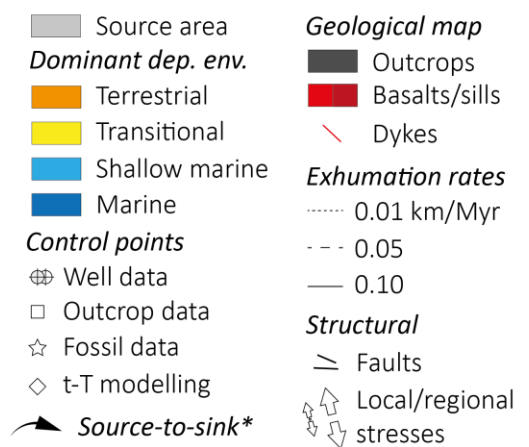 Source area
Dominant dep. env.
Terrestrial
Transitional
Shallow marine
Marine
Control points
Well data
Outcrop data
Fossil data
t-T modelling
Source-to-sink*
Geological map
Outcrops
Basalts/sills
Dykes
Exhumation rates
0.01 km/Myr
0.05
0.10
Structural
Faults
Local/regional
stresses